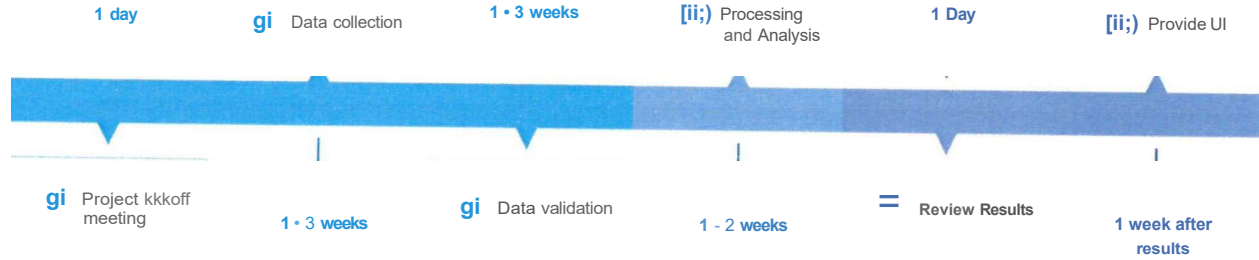 1 day
gi Data collection
1 • 3 weeks
[ii;) Processing
and Analysis
1 Day
[ii;) Provide UI
gi Project kkkoff
meeting
1 • 3 weeks
gi Data validation
1 - 2 weeks
= Review Results
1 week after
results